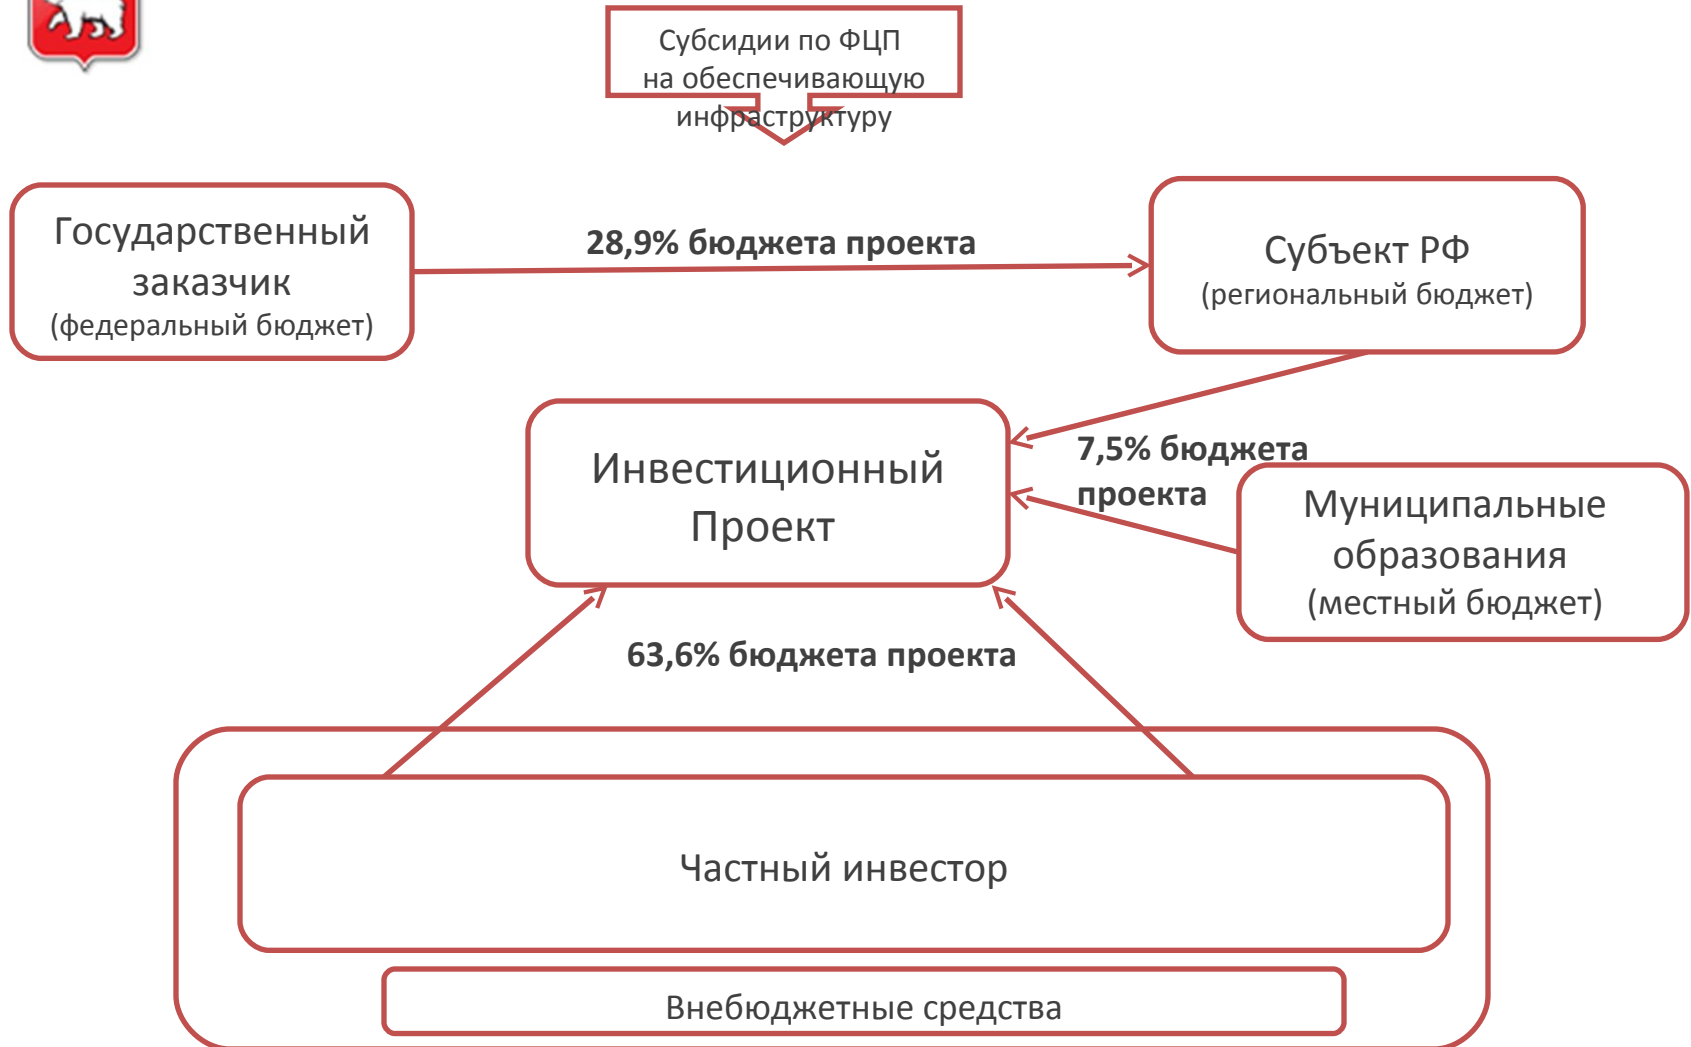 Субсидии по ФЦП
на обеспечивающую
инфраструктуру
Государственный
заказчик
(федеральный бюджет)
28,9% бюджета проекта
Субъект РФ
(региональный бюджет)
Инвестиционный
Проект
7,5% бюджета
проекта
Муниципальные
образования
(местный бюджет)
63,6% бюджета проекта
Частный инвестор
Внебюджетные средства